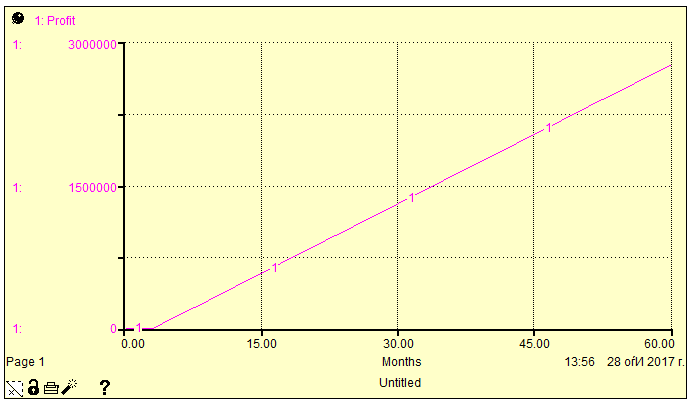 1: Profit
1: 3000000
1: 1500000
1: 0
1
1
1
1
0.00 15.00 30.00 45.00 60.00
Page 1 Months 13:56 28 2017 г.
Untitled
?